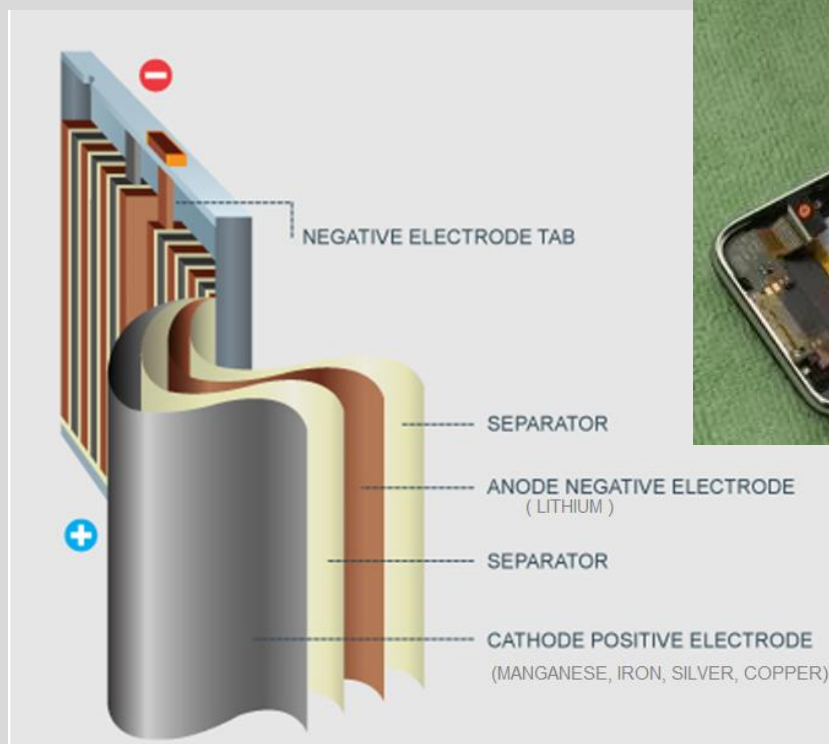 NEGATIVE ELECTRODE TAB
SEPARATOR
ANODE NEGATIVE ELECTRODE
( LITHIUM )
SEPARATOR
CATHODE POSITIVE ELECTRODE
(MANGANESE, IRON, SILVER, COPPER)